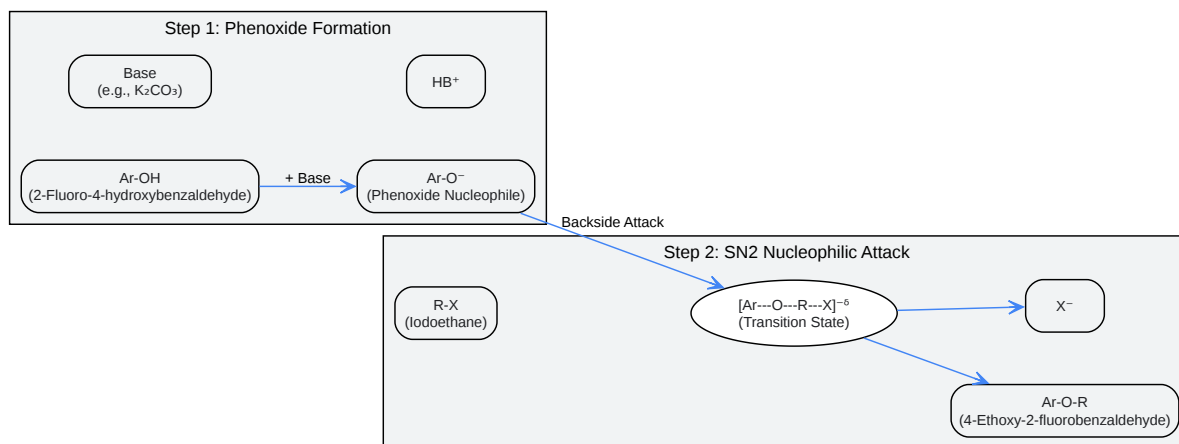 Step 1: Phenoxide Formation
Base
(e.g., K₂CO₃)
HB⁺
Ar-OH
(2-Fluoro-4-hydroxybenzaldehyde)
+ Base
Ar-O⁻
(Phenoxide Nucleophile)
Backside Attack
Step 2: SN2 Nucleophilic Attack
R-X
(Iodoethane)
[Ar---O---R---X]⁻ᵟ
(Transition State)
X⁻
Ar-O-R
(4-Ethoxy-2-fluorobenzaldehyde)